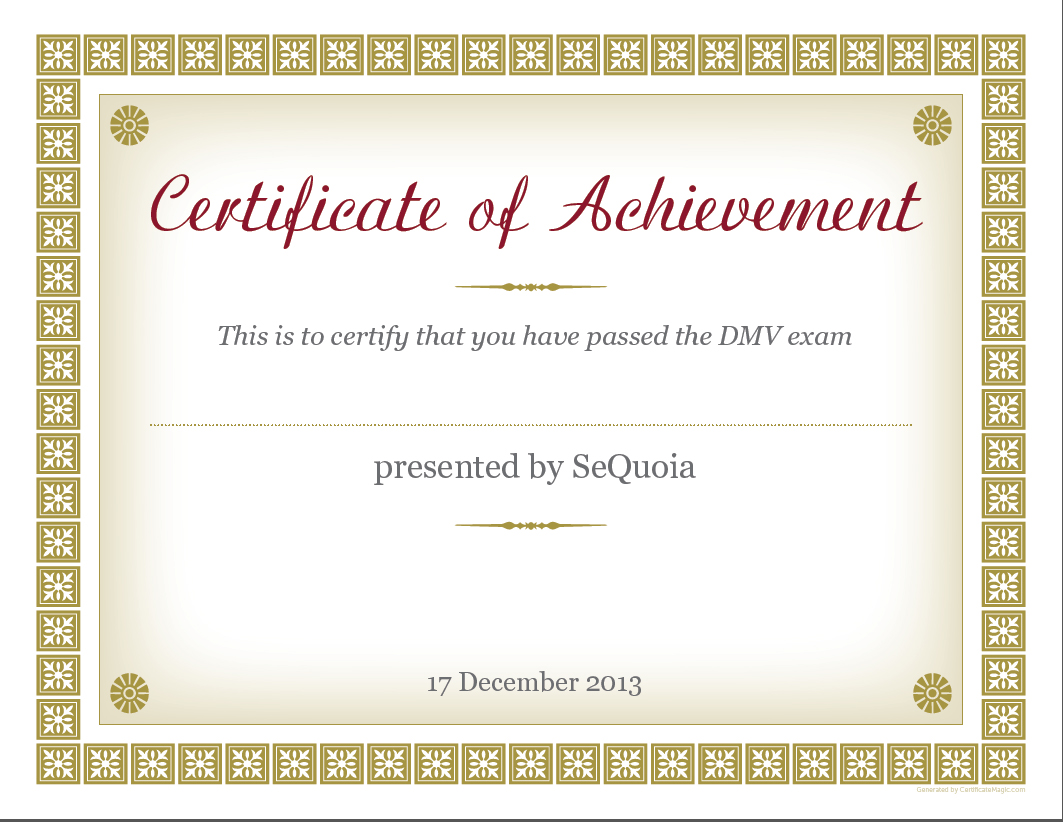 Certificate of Achievement
This is to certify that you have passed the DMV exam
presented by SeQuoia
17 December 2013
Generated by CertificateMagic.com